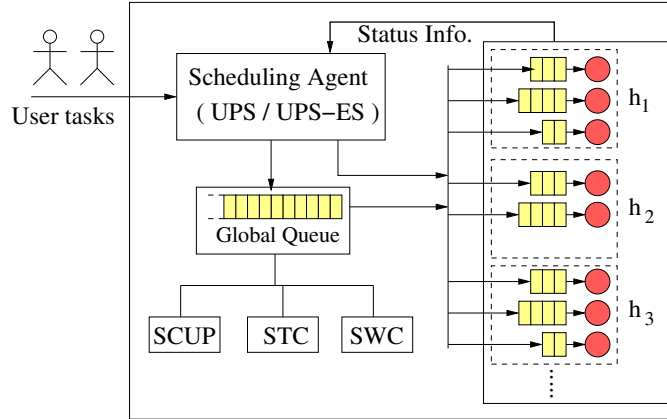 Status Info.
Scheduling Agent
( UPS / UPS−ES )
User tasks
h1
h2
Global Queue
h3
SCUP
STC
SWC